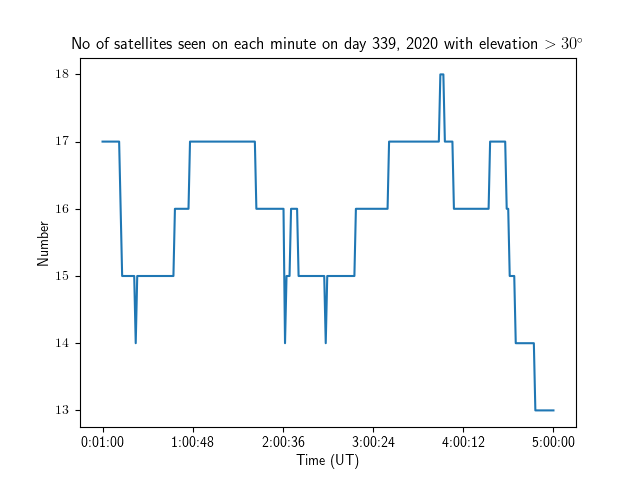 No of satellites seen on each minute on day 339, 2020 with elevation > 30°
18
17
16
15
14
13
Number
0:01:00 1:00:48 2:00:36 3:00:24 4:00:12 5:00:00
Time (UT)